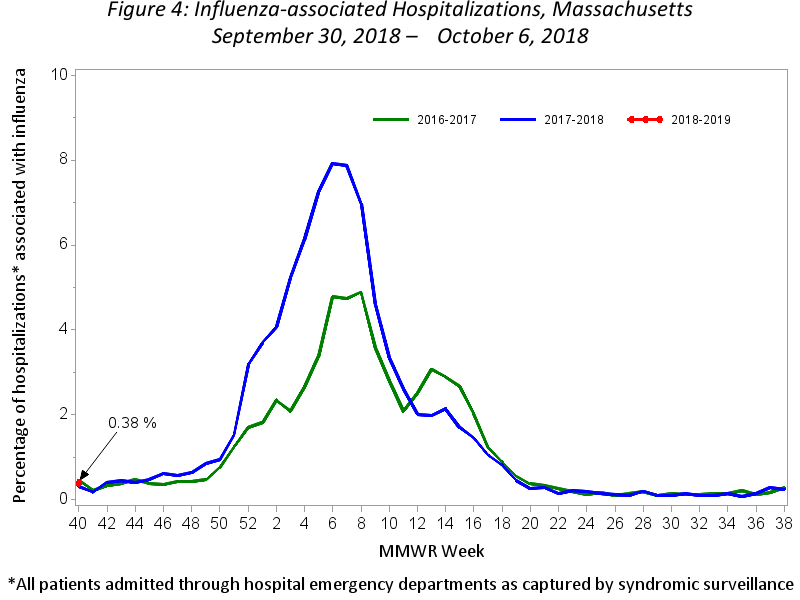 Figure 4: Influenza-associated Hospitalizations, Massachusetts
September 30, 2018 – October 6, 2018
Percentage of hospitalizations* associated with influenza
10
8
6
4
2
0
2016-2017 2017-2018 2018-2019
0.38 %
40 42 44 46 48 50 52 2 4 6 8 10 12 14 16 18 20 22 24 26 28 30 32 34 36 38
MMWR Week
*All patients admitted through hospital emergency departments as captured by syndromic surveillance